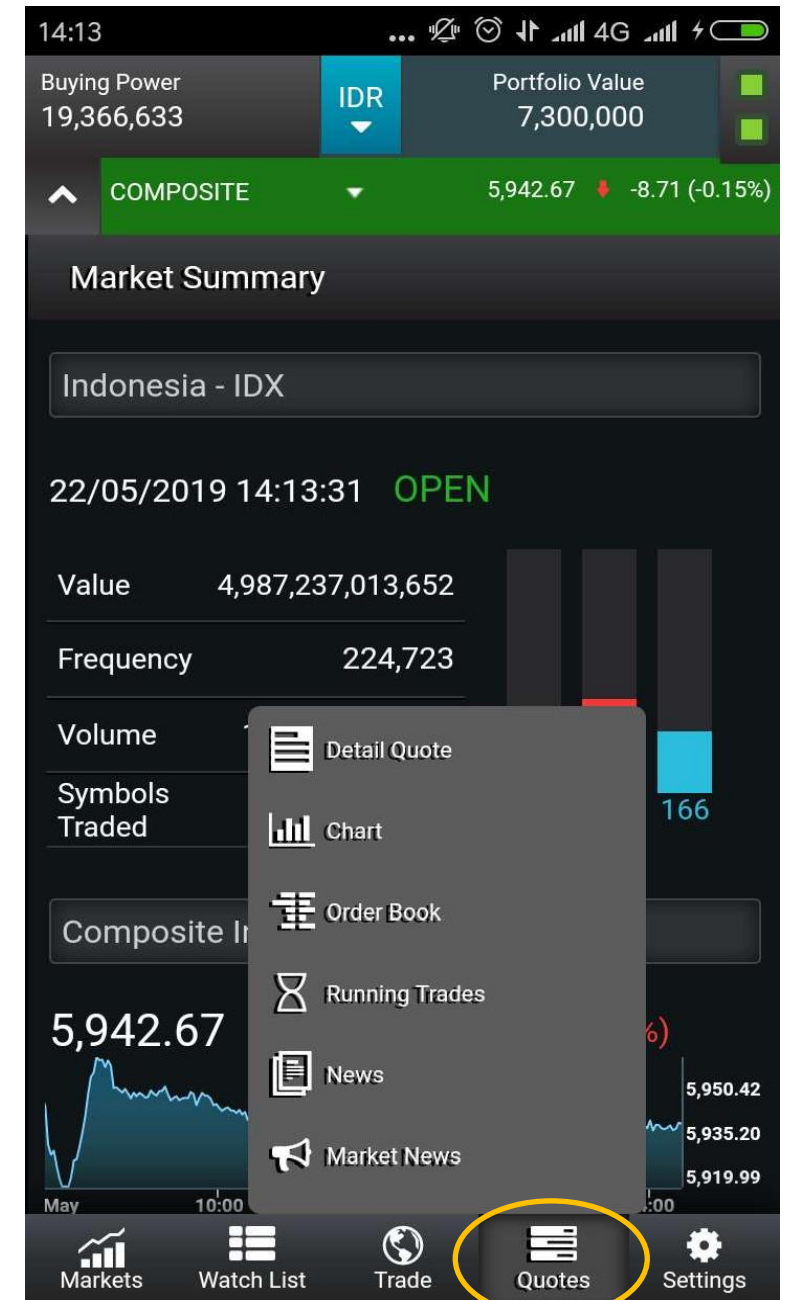 14:13
4G
Buying Power
19,366,633
IDR
Portfolio Value
7,300,000
COMPOSITE
5,942.67 -8.71 (-0.15%)
Market Summary
Indonesia - IDX
22/05/2019 14:13:31 OPEN
Value 4,987,237,013,652
Frequency 224,723
Volume
Symbols
Traded
166
Detail Quote
Chart
Order Book
Running Trades
News
Market News
Composite
5,942.67
%)
5,950.42
5,935.20
5,919.99
May 10:00 :00
Markets Watch List Trade Quotes Settings